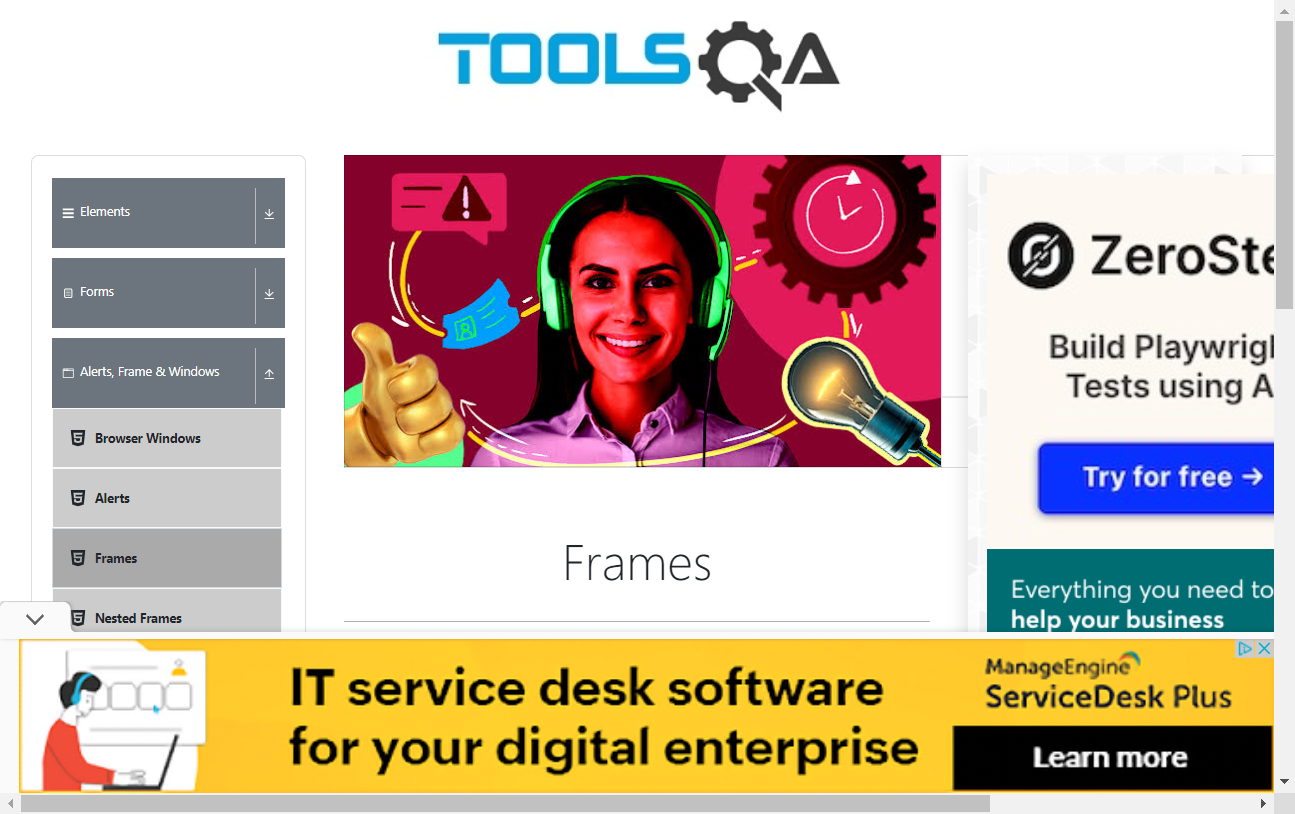 TOOLSQA
Elements
Forms
Alerts, Frame & Windows
Browser Windows
Alerts
Frames
Nested Frames
Frames
ZeroSte
Build Playwrig
Tests using A
Try for free →
Everything you need to
help your business
IT service desk software
for your digital enterprise
ManageEngine
ServiceDesk Plus
Learn more